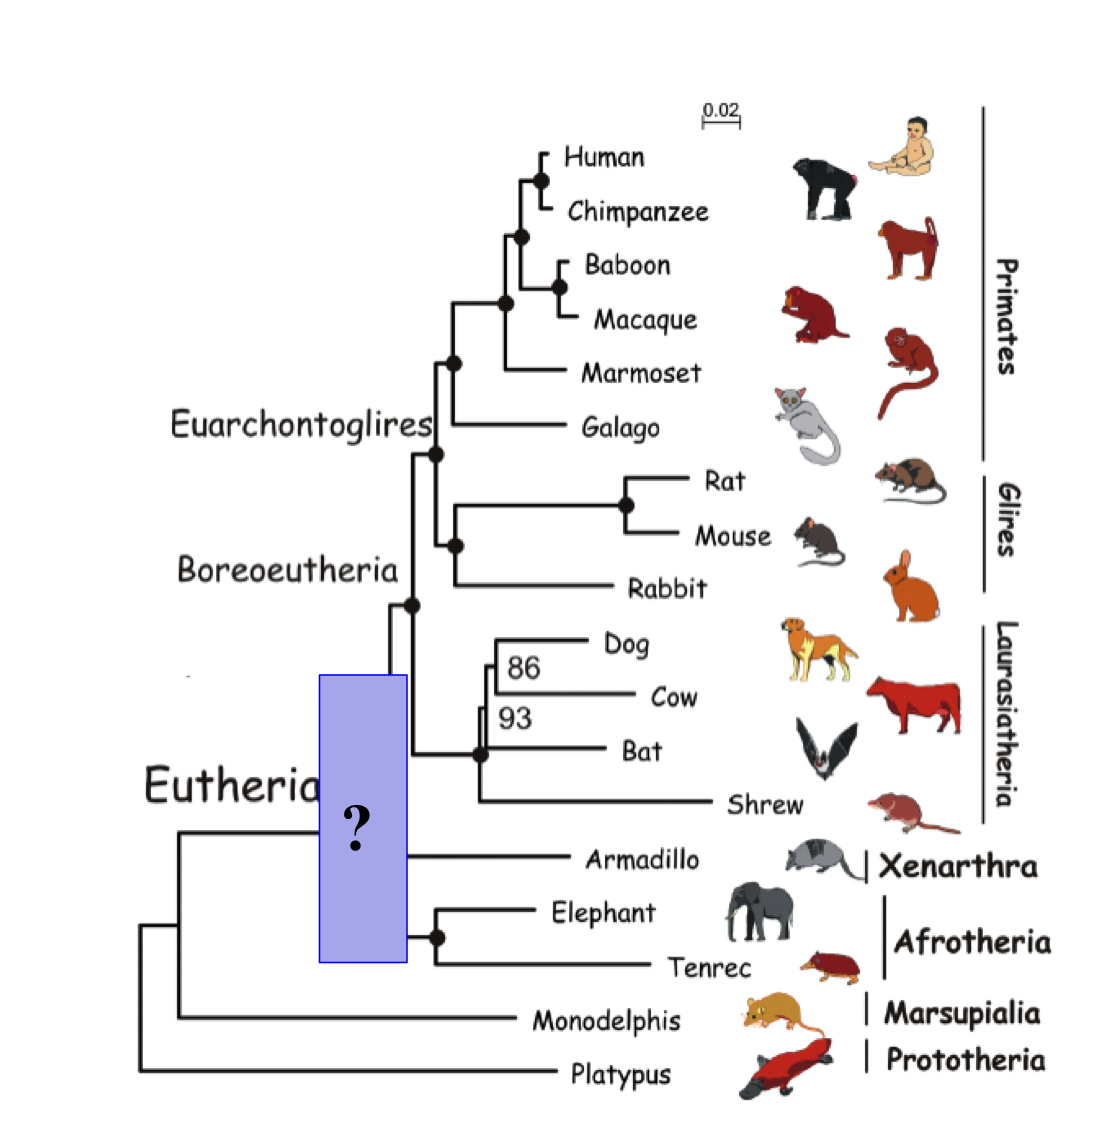 0.02
Human
Chimpanzee
Baboon
Macaque
Primates
Marmoset
Euarchontoglires
Galago
Rat
Glires
Mouse
Boreoeutheria
Rabbit
Dog
86
Cow
Laurasiatheria
93
Bat
Eutheria
Shrew
?
Armadillo
Xenarthra
Elephant
Afrotheria
Tenrec
Monodelphis
Marsupialia
Platypus
Prototheria